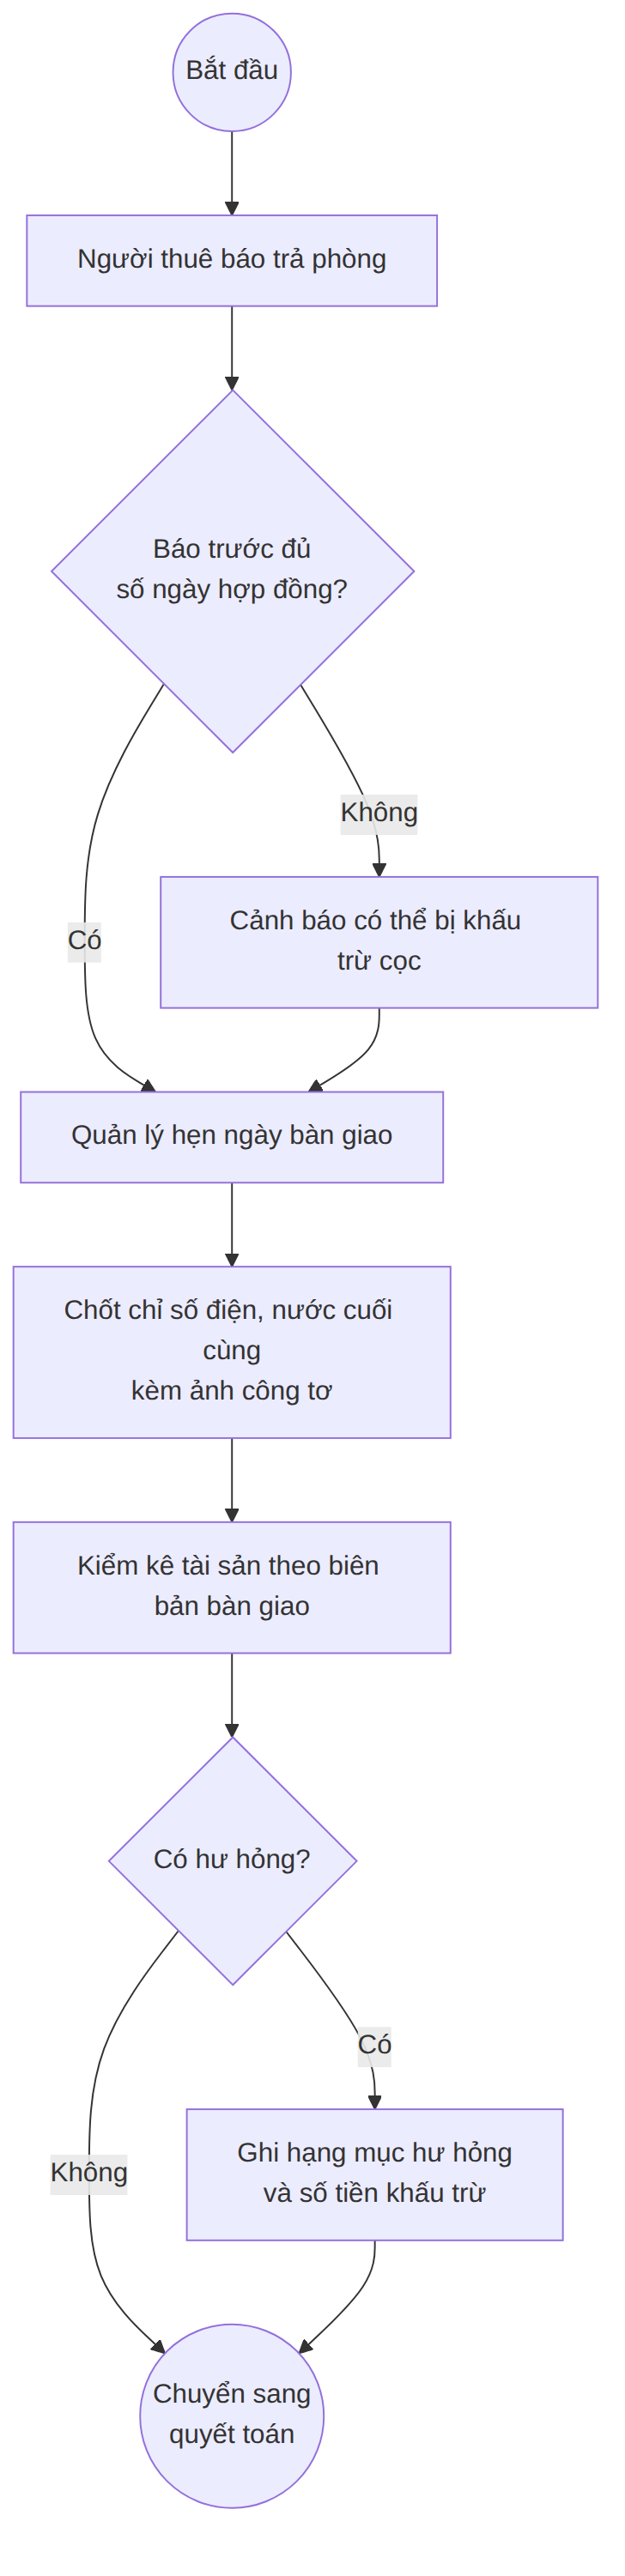 Bắt đầu
Người thuê báo trả phòng
Báo trước đủ
số ngày hợp đồng?
Không
Cảnh báo có thể bị khấu
trừ cọc
Có
Quản lý hẹn ngày bàn giao
Chốt chỉ số điện, nước cuối
cùng
kèm ảnh công tơ
Kiểm kê tài sản theo biên
bản bàn giao
Có hư hỏng?
Có
Ghi hạng mục hư hỏng
và số tiền khấu trừ
Không
Chuyển sang
quyết toán